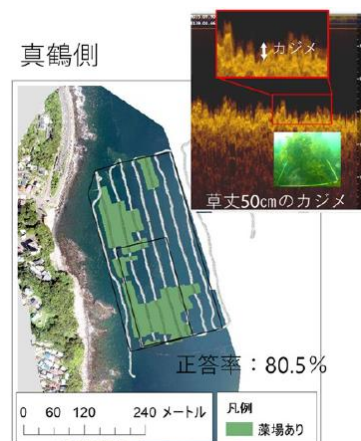 真鶴側
カジメ
草丈50cmのカジメ
正答率：80.5%
0 60 120 240 メートル
凡例
藻場あり